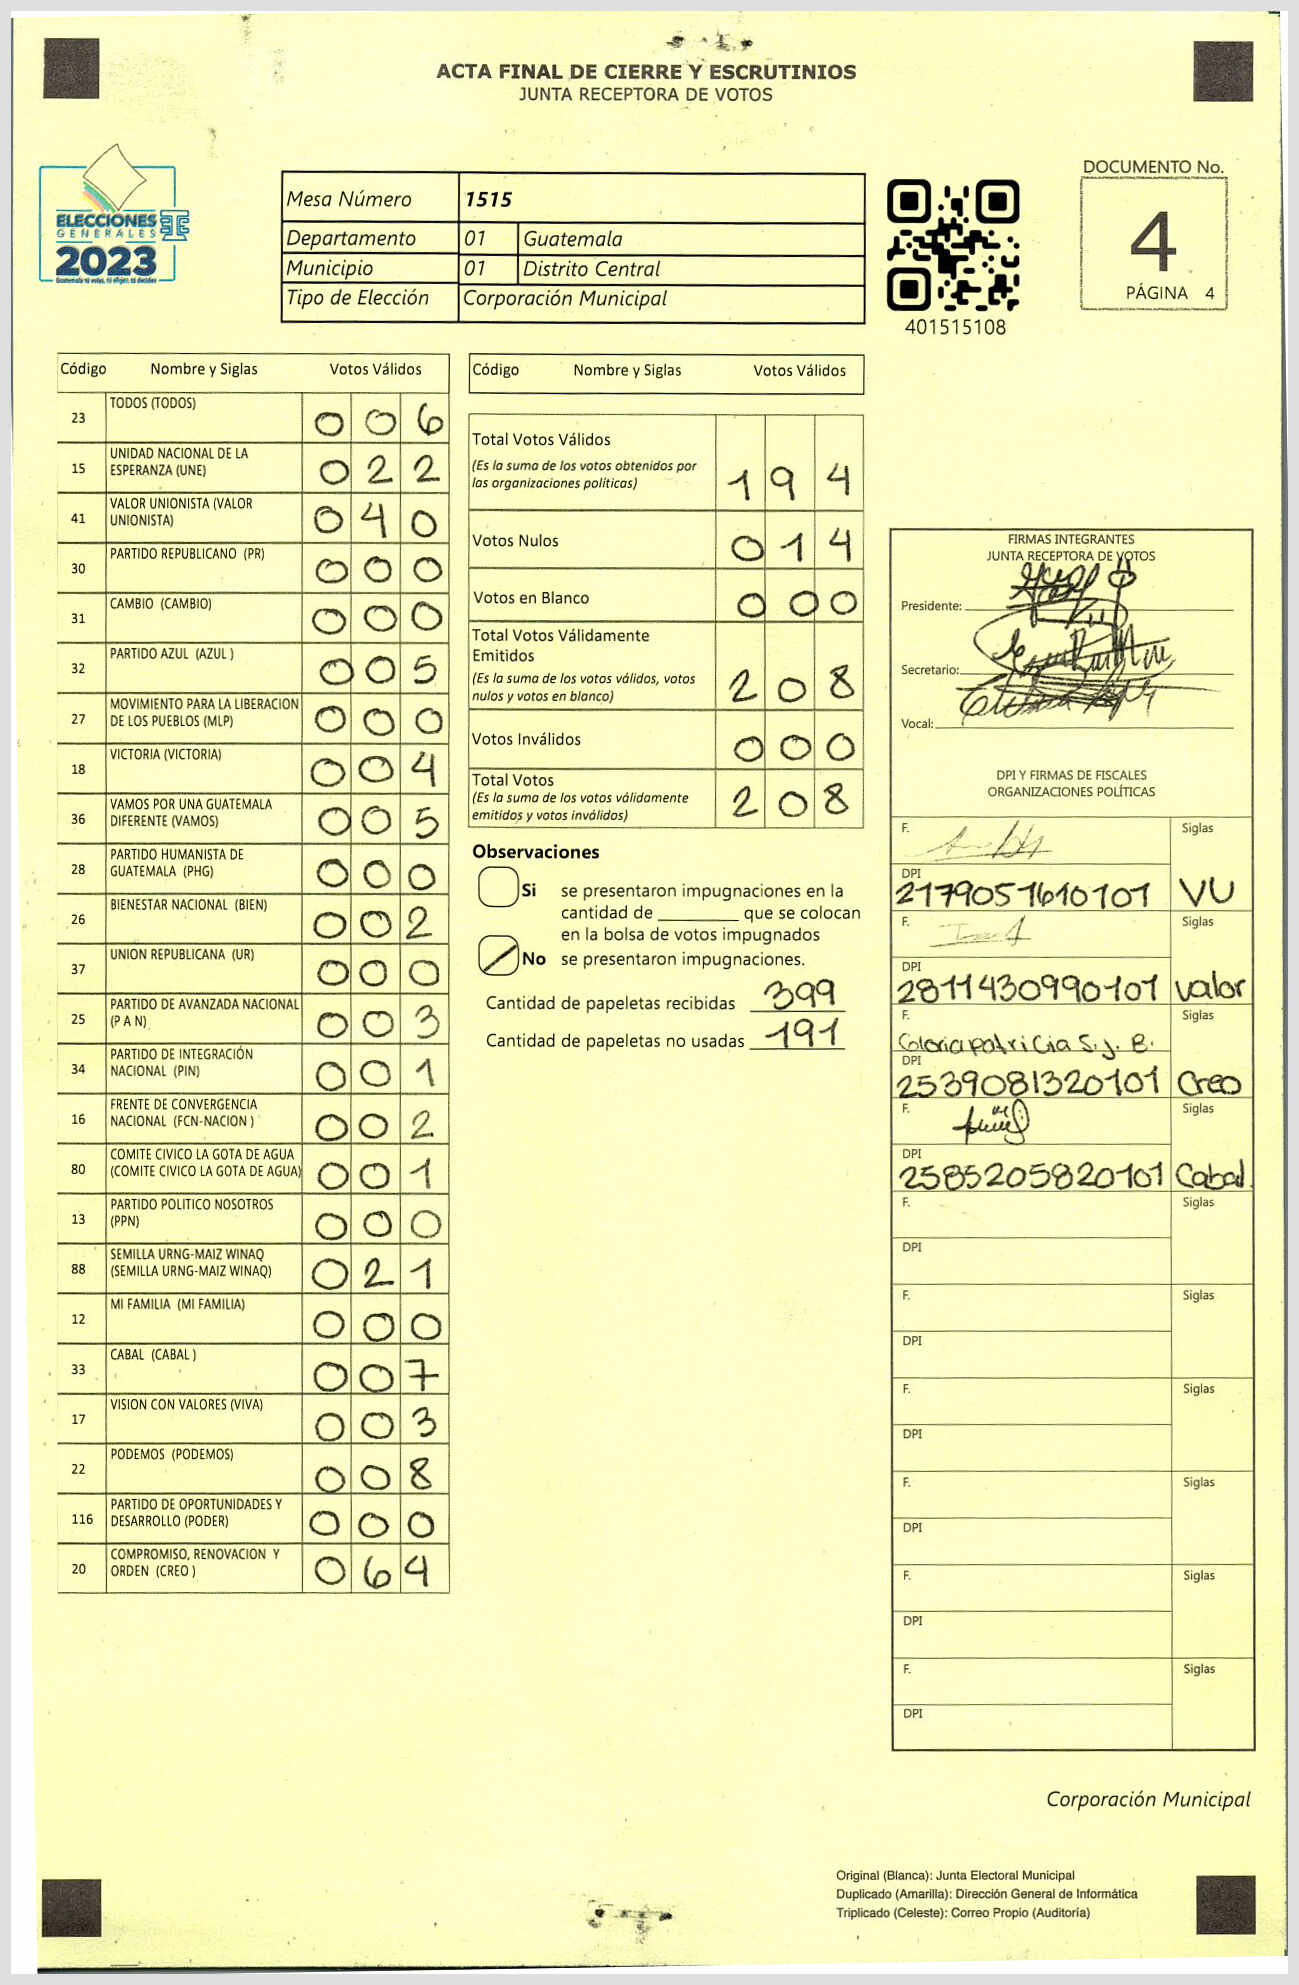 ACTA FINAL DE CIERRE Y ESCRUTINIOS
JUNTA RECEPTORA DE VOTOS
ELECCIONES
GENERALES
2023
Mesa Número 1515
Departamento 01 Guatemala
Municipio 01 Distrito Central
Tipo de Elección Corporación Municipal
401515108
DOCUMENTO No.
4
PÁGINA 4
Código Nombre y Siglas Votos Válidos
23 TODOS (TODOS) 0 0 6
15 UNIDAD NACIONAL DE LA
ESPERANZA (UNE) 0 2 2
41 VALOR UNIONISTA (VALOR
UNIONISTA) 0 4 0
30 PARTIDO REPUBLICANO (PR) 0 0 0
31 CAMBIO (CAMBIO) 0 0 0
32 PARTIDO AZUL (AZUL ) 0 0 5
27 MOVIMIENTO PARA LA LIBERACION
DE LOS PUEBLOS (MLP) 0 0 0
18 VICTORIA (VICTORIA) 0 0 4
36 VAMOS POR UNA GUATEMALA
DIFERENTE (VAMOS) 0 0 5
28 PARTIDO HUMANISTA DE
GUATEMALA (PHG) 0 0 0
26 BIENESTAR NACIONAL (BIEN) 0 0 2
37 UNION REPUBLICANA (UR) 0 0 0
25 PARTIDO DE AVANZADA NACIONAL
(P A N) 0 0 3
34 PARTIDO DE INTEGRACIÓN
NACIONAL (PIN) 0 0 1
16 FRENTE DE CONVERGENCIA
NACIONAL (FCN-NACION ) 0 0 2
80 COMITE CIVICO LA GOTA DE AGUA
(COMITE CIVICO LA GOTA DE AGUA) 0 0 1
13 PARTIDO POLITICO NOSOTROS
(PPN) 0 0 0
88 SEMILLA URNG-MAIZ WINAQ
(SEMILLA URNG-MAIZ WINAQ) 0 2 1
12 MI FAMILIA (MI FAMILIA) 0 0 0
33 CABAL (CABAL ) 0 0 7
17 VISION CON VALORES (VIVA) 0 0 3
22 PODEMOS (PODEMOS) 0 0 8
116 PARTIDO DE OPORTUNIDADES Y
DESARROLLO (PODER) 0 0 0
20 COMPROMISO, RENOVACION Y
ORDEN (CREO ) 0 6 4
Código Nombre y Siglas Votos Válidos
Total Votos Válidos
(Es la suma de los votos obtenidos por
las organizaciones políticas) 1 9 4
Votos Nulos 0 1 4
Votos en Blanco 0 0 0
Total Votos Válidamente
Emitidos
(Es la suma de los votos válidos, votos
nulos y votos en blanco) 2 0 8
Votos Inválidos 0 0 0
Total Votos
(Es la suma de los votos válidamente
emitidos y votos inválidos) 2 0 8
Observaciones
Si se presentaron impugnaciones en la
cantidad de ________ que se colocan
en la bolsa de votos impugnados
No se presentaron impugnaciones.
Cantidad de papeletas recibidas 399
Cantidad de papeletas no usadas 191
FIRMAS INTEGRANTES
JUNTA RECEPTORA DE VOTOS
Presidente:
Secretario:
Vocal:
DPI Y FIRMAS DE FISCALES
ORGANIZACIONES POLÍTICAS
F. Siglas
DPI
2179051610101 VU
F. Siglas
DPI
2811430990101 Valor
F. Siglas
Gloria patricia S. J. B.
DPI
2539081320101 Creo
F. Siglas
DPI
2585205820101 Cabal
F. Siglas
DPI
F. Siglas
DPI
F. Siglas
DPI
F. Siglas
DPI
F. Siglas
DPI
F. Siglas
DPI
Corporación Municipal
Original (Blanca): Junta Electoral Municipal
Duplicado (Amarilla): Dirección General de Informática
Triplicado (Celeste): Correo Propio (Auditoría)